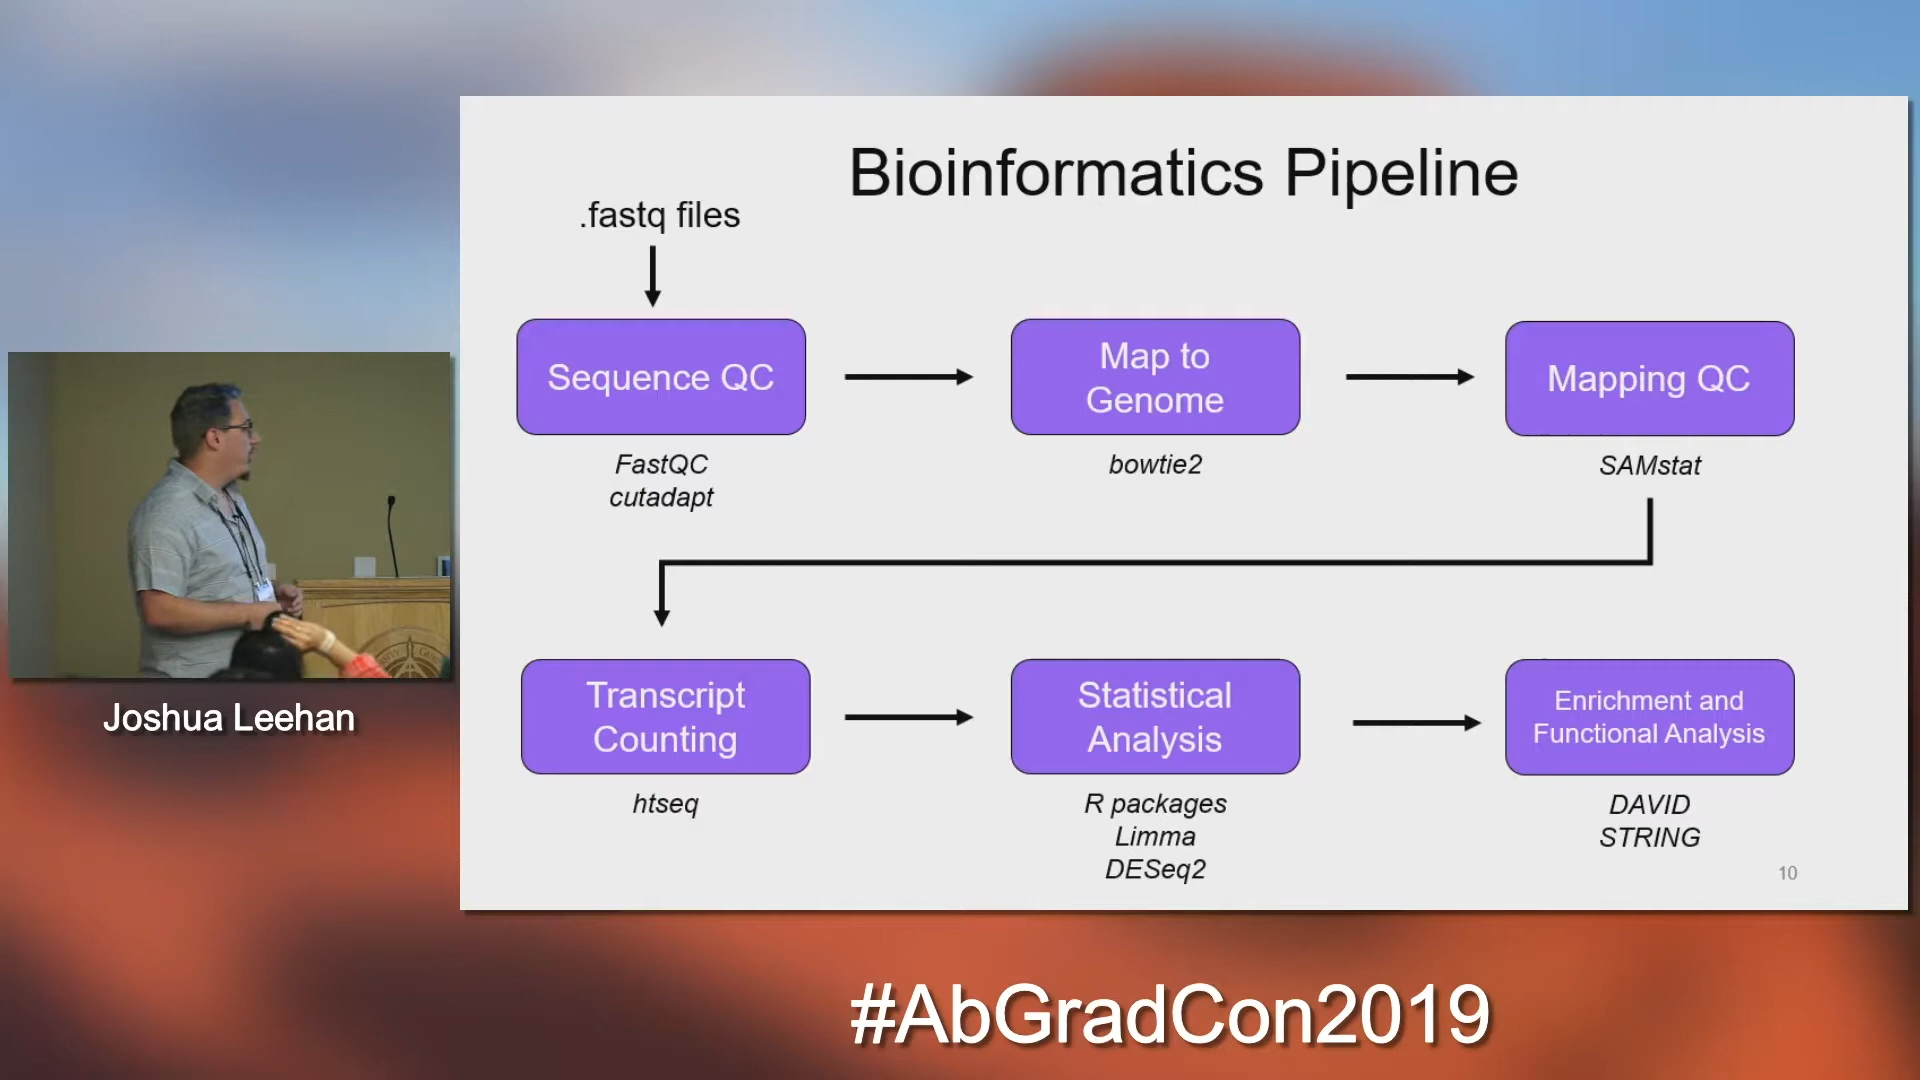 Bioinformatics Pipeline
.fastq files
Sequence QC
FastQC
cutadapt
Map to
Genome
bowtie2
Mapping QC
SAMstat
Transcript
Counting
htseq
Statistical
Analysis
R packages
Limma
DESeq2
Enrichment and
Functional Analysis
DAVID
STRING
10
Joshua Leehan
#AbGradCon2019